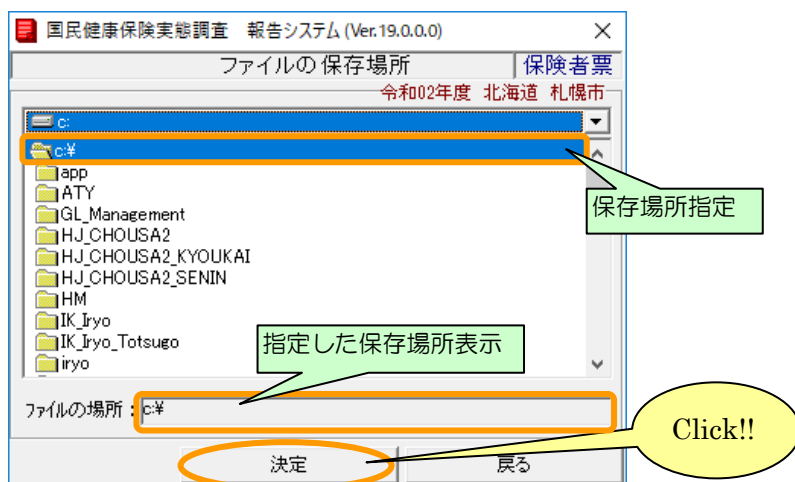 国民健康保険実態調査　報告システム (Ver.19.0.0.0)
ファイルの保存場所
保険者票
令和02年度 北海道 札幌市
c:
c:¥
app
ATY
GL_Management
HJ_CHOUSA2
HJ_CHOUSA2_KYOUKAI
HJ_CHOUSA2_SENIN
HM
IK_Iryo
IK_Iryo_Totsugo
iryo
保存場所指定
指定した保存場所表示
ファイルの場所：c:¥
Click!!
決定
戻る